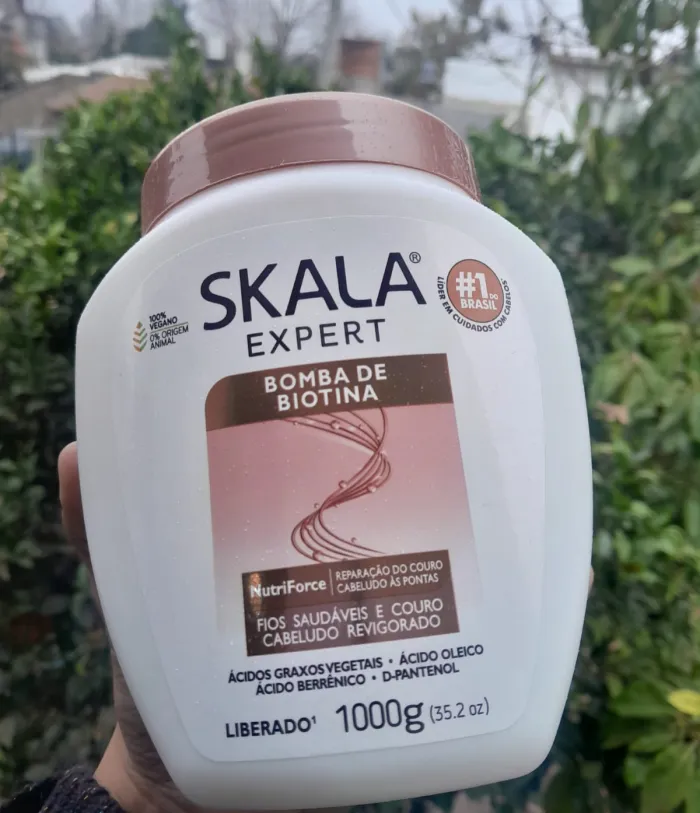 SKALA®
EXPERT
#1 DO
BRASIL
LÍDER EM CUIDADOS COM CABELOS
100%
VEGANO
0% ORIGEM
ANIMAL
BOMBA DE
BIOTINA
NutriForce
REPARAÇÃO DO COURO
CABELUDO ÀS PONTAS
FIOS SAUDÁVEIS E COURO
CABELUDO REVIGORADO
ÁCIDOS GRAXOS VEGETAIS • ÁCIDO OLEICO
ÁCIDO BERRÊNICO • D-PANTENOL
LIBERADO¹ 1000g (35.2 oz)